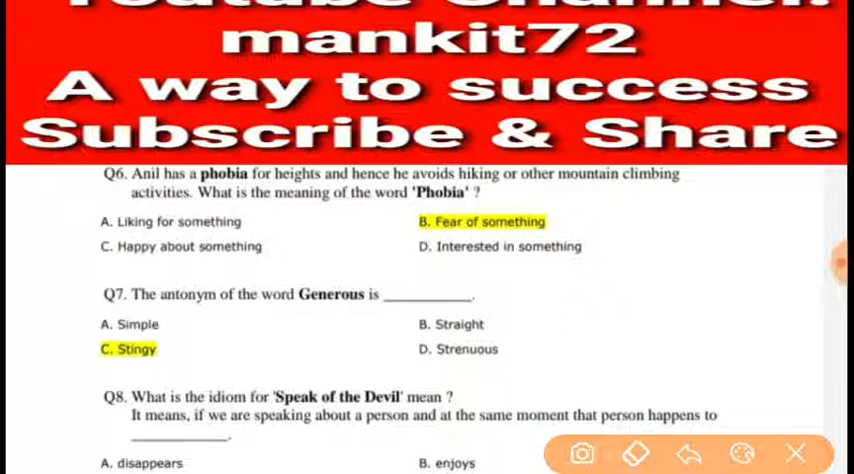 Youtube Channel:
mankit72
A way to success
Subscribe & Share
Q6. Anil has a phobia for heights and hence he avoids hiking or other mountain climbing
activities. What is the meaning of the word 'Phobia' ?
A. Liking for something
B. Fear of something
C. Happy about something
D. Interested in something
Q7. The antonym of the word Generous is ____________.
A. Simple
B. Straight
C. Stingy
D. Strenuous
Q8. What is the idiom for 'Speak of the Devil' mean ?
It means, if we are speaking about a person and at the same moment that person happens to
____________.
A. disappears
B. enjoys